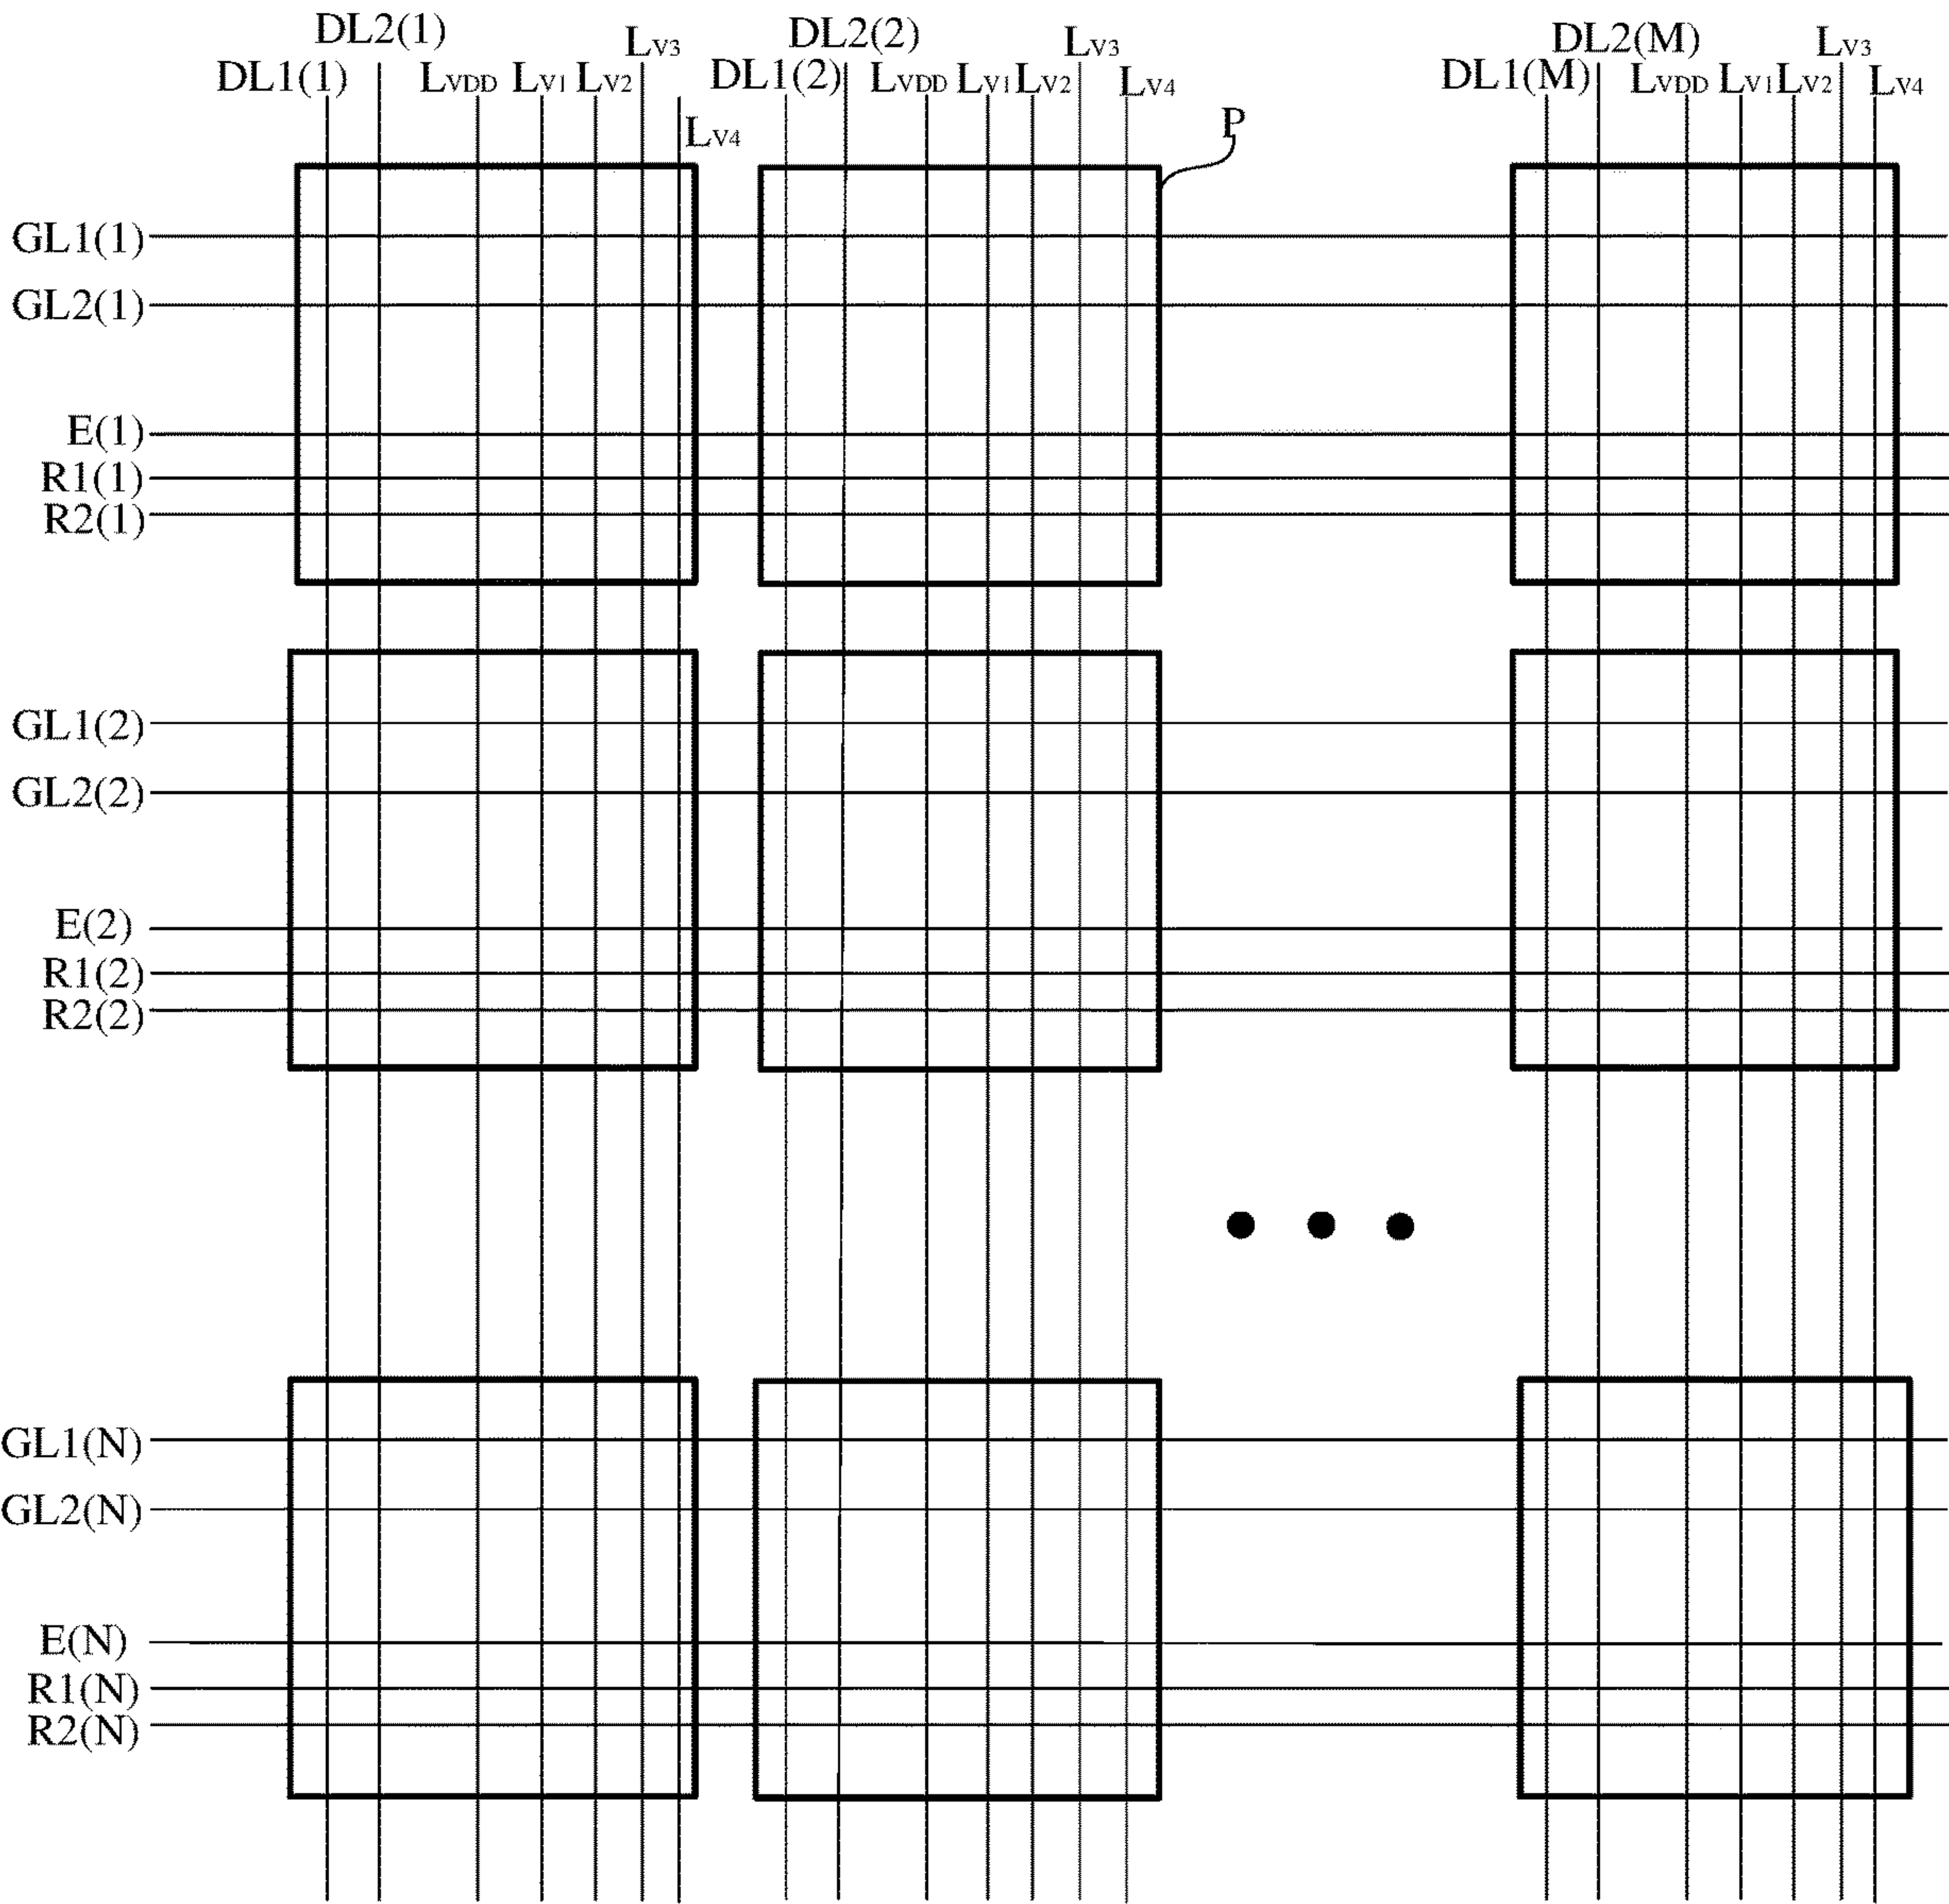 DL2(1) DL2(2) DL2(M)
LV3 LV3 LV3
DL1(1) LVDD LV1 LV2 DL1(2) LVDD LV1 LV2 LV4 DL1(M) LVDD LV1 LV2 LV4
LV4 P
GL1(1)
GL2(1)
E(1)
R1(1)
R2(1)
GL1(2)
GL2(2)
E(2)
R1(2)
R2(2)
GL1(N)
GL2(N)
E(N)
R1(N)
R2(N)